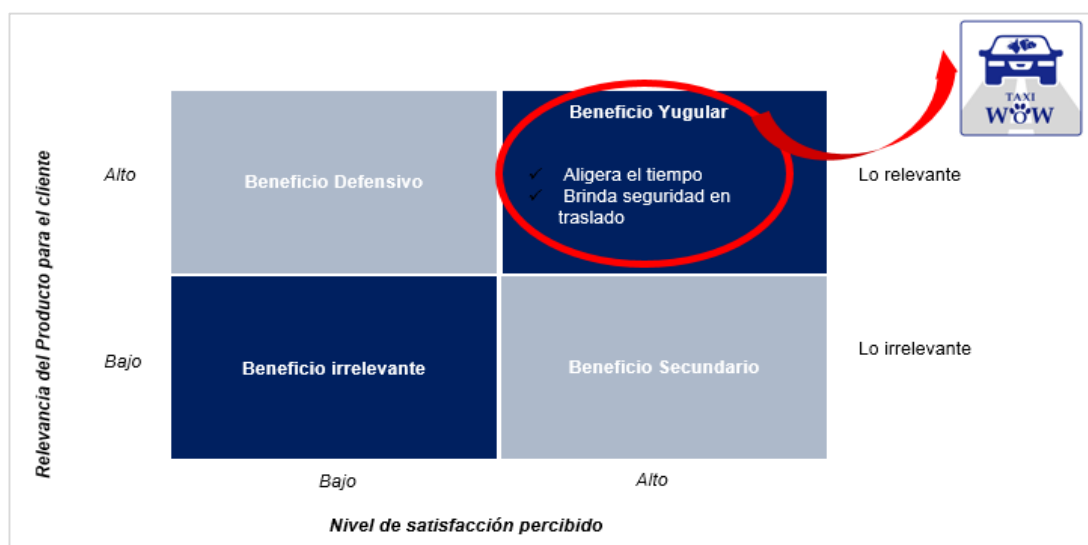 TAXI
WOW
Beneficio Yugular
Relevancia del Producto para el cliente
Alto
Beneficio Defensivo
Aligera el tiempo
Brinda seguridad en
traslado
Lo relevante
Bajo
Beneficio irrelevante
Beneficio Secundario
Lo irrelevante
Bajo
Alto
Nivel de satisfacción percibido